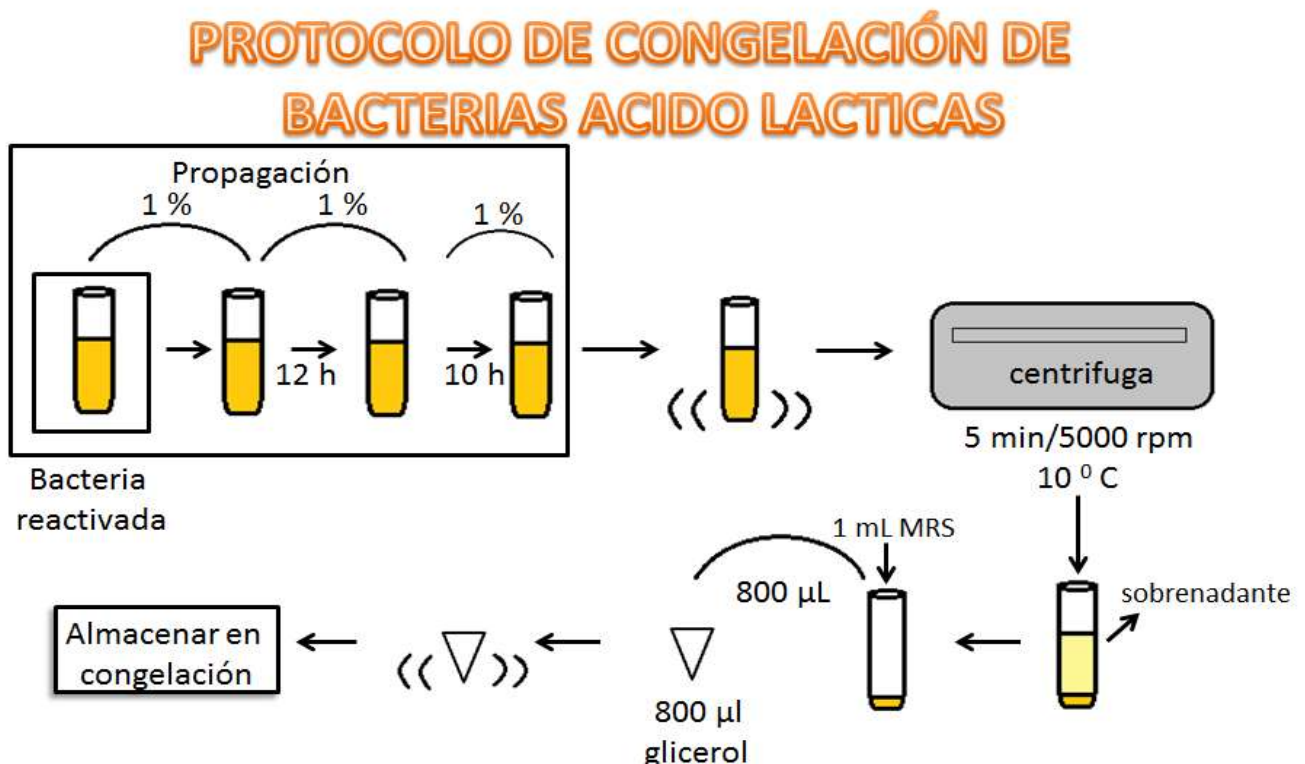 PROTOCOLO DE CONGELACIÓN DE
BACTERIAS ACIDO LACTICAS
Propagación
1 %
1 %
1 %
12 h
10 h
Bacteria
reactivada
centrifuga
5 min/5000 rpm
10 ⁰ C
sobrenadante
1 mL MRS
800 µL
800 µl
glicerol
Almacenar en
congelación